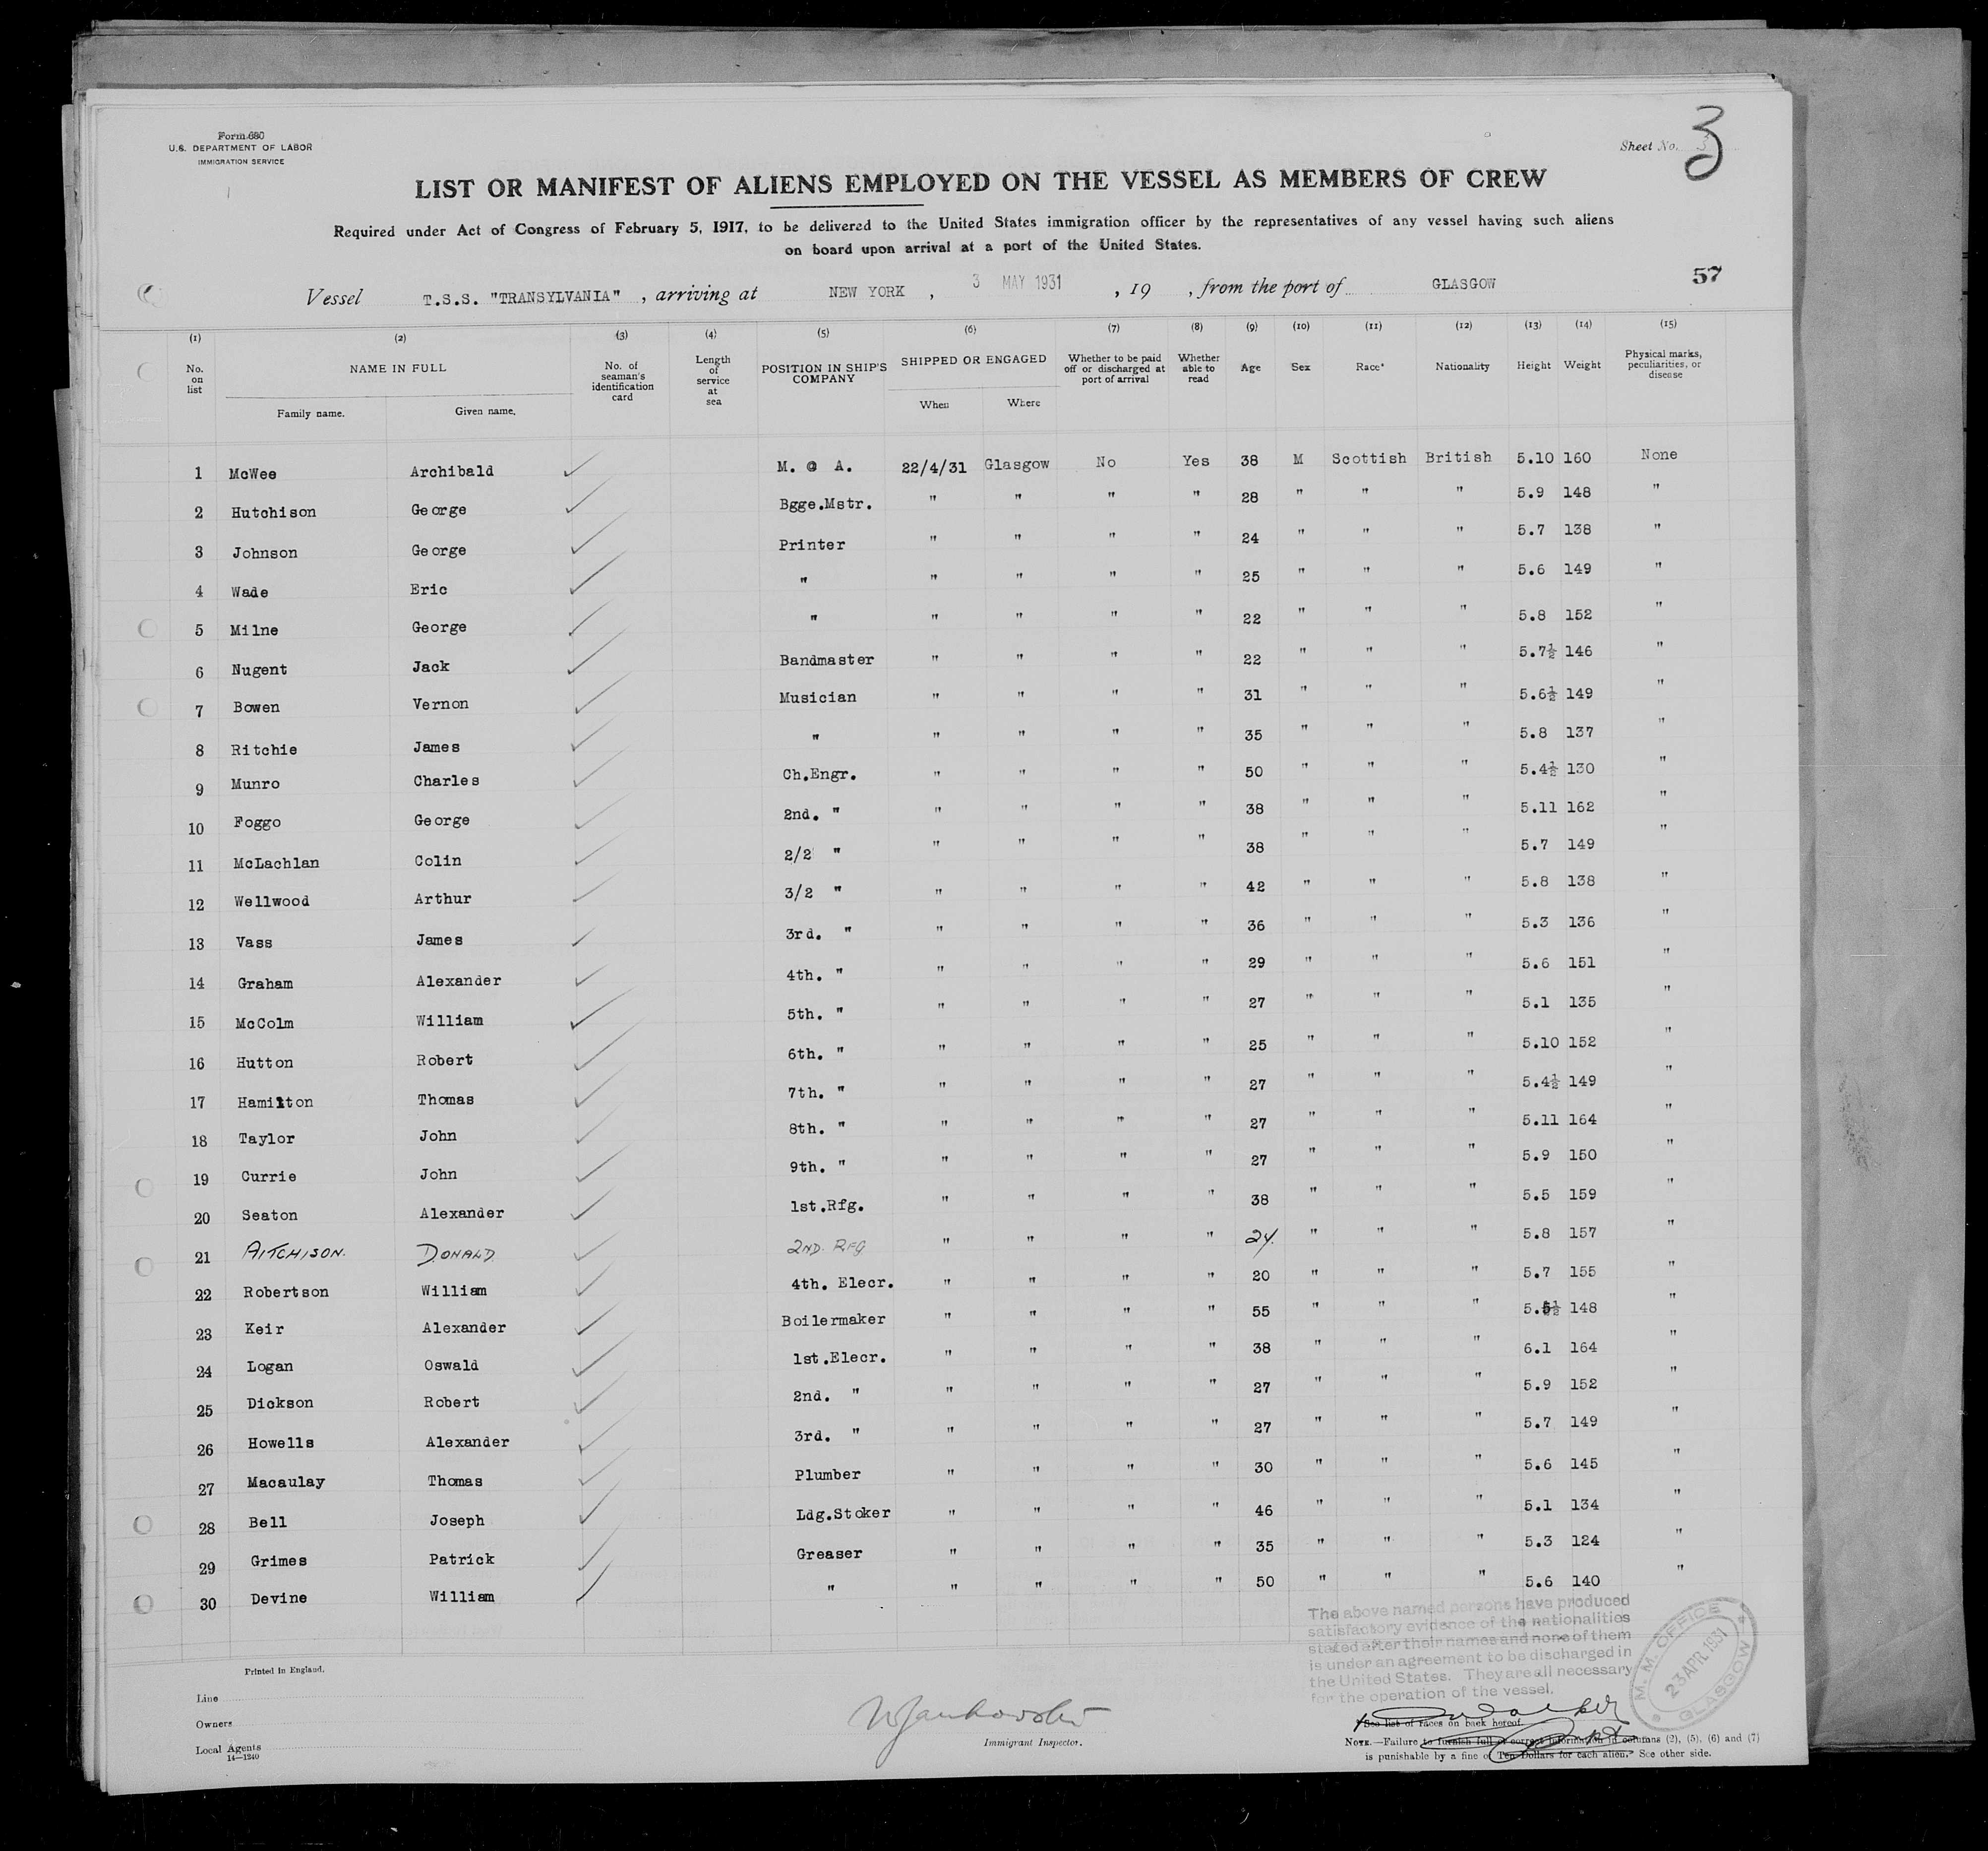 Form 680
U.S. DEPARTMENT OF LABOR
IMMIGRATION SERVICE
Sheet No. 3
LIST OR MANIFEST OF ALIENS EMPLOYED ON THE VESSEL AS MEMBERS OF CREW
Required under Act of Congress of February 5, 1917, to be delivered to the United States immigration officer by the representatives of any vessel having such aliens
on board upon arrival at a port of the United States.
57
Vessel T.S.S. "TRANSYLVANIA" , arriving at NEW YORK , 3 MAY 1931 , 19 , from the port of GLASGOW
(1) (2) (3) (4) (5) (6) (7) (8) (9) (10) (11) (12) (13) (14) (15)
No. on list NAME IN FULL Family name. Given name. No. of seaman's identification card Length of service at sea POSITION IN SHIP'S COMPANY SHIPPED OR ENGAGED When Where Whether to be paid off or discharged at port of arrival Whether able to read Age Sex Race* Nationality Height Weight Physical marks, peculiarities, or disease
1 McWee Archibald M. @ A. 22/4/31 Glasgow No Yes 38 M Scottish British 5.10 160 None
2 Hutchison George Bgge.Mstr. " " " " 28 " " " 5.9 148 "
3 Johnson George Printer " " " " 24 " " " 5.7 138 "
4 Wade Eric " " " " " 25 " " " 5.6 149 "
5 Milne George " " " " " 22 " " " 5.8 152 "
6 Nugent Jack Bandmaster " " " " 22 " " " 5.7½ 146 "
7 Bowen Vernon Musician " " " " 31 " " " 5.6½ 149 "
8 Ritchie James " " " " " 35 " " " 5.8 137 "
9 Munro Charles Ch.Engr. " " " " 50 " " " 5.4½ 130 "
10 Foggo George 2nd. " " " " " 38 " " " 5.11 162 "
11 McLachlan Colin 2/2 " " " " " 38 " " " 5.7 149 "
12 Wellwood Arthur 3/2 " " " " " 42 " " " 5.8 138 "
13 Vass James 3rd. " " " " " 36 " " " 5.3 136 "
14 Graham Alexander 4th. " " " " " 29 " " " 5.6 151 "
15 McColm William 5th. " " " " " 27 " " " 5.1 135 "
16 Hutton Robert 6th. " " " " " 25 " " " 5.10 152 "
17 Hamilton Thomas 7th. " " " " " 27 " " " 5.4½ 149 "
18 Taylor John 8th. " " " " " 27 " " " 5.11 164 "
19 Currie John 9th. " " " " " 27 " " " 5.9 150 "
20 Seaton Alexander 1st.Rfg. " " " " 38 " " " 5.5 159 "
21 AITCHISON. DONALD 2ND. RFG " " " " 24. " " " 5.8 157 "
22 Robertson William 4th. Elecr. " " " " 20 " " " 5.7 155 "
23 Keir Alexander Boilermaker " " " " 55 " " " 5.5½ 148 "
24 Logan Oswald 1st.Elecr. " " " " 38 " " " 6.1 164 "
25 Dickson Robert 2nd. " " " " " 27 " " " 5.9 152 "
26 Howells Alexander 3rd. " " " " " 27 " " " 5.7 149 "
27 Macaulay Thomas Plumber " " " " 30 " " " 5.6 145 "
28 Bell Joseph Ldg.Stoker " " " " 46 " " " 5.1 134 "
29 Grimes Patrick Greaser " " " " 35 " " " 5.3 124 "
30 Devine William " " " " " 50 " " " 5.6 140 "
The above named persons have produced
satisfactory evidence of the nationalities
stated after their names and none of them
is under an agreement to be discharged in
the United States. They are all necessary
for the operation of the vessel.
M. M. OFFICE
23 APL 1931
GLASGOW
Printed in England.
Line
Owners
Local Agents
14—1240
Immigrant Inspector.
*See list of races on back hereof.
NOTE.—Failure to furnish full or correct information in columns (2), (5), (6) and (7)
is punishable by a fine of Ten Dollars for each alien. See other side.